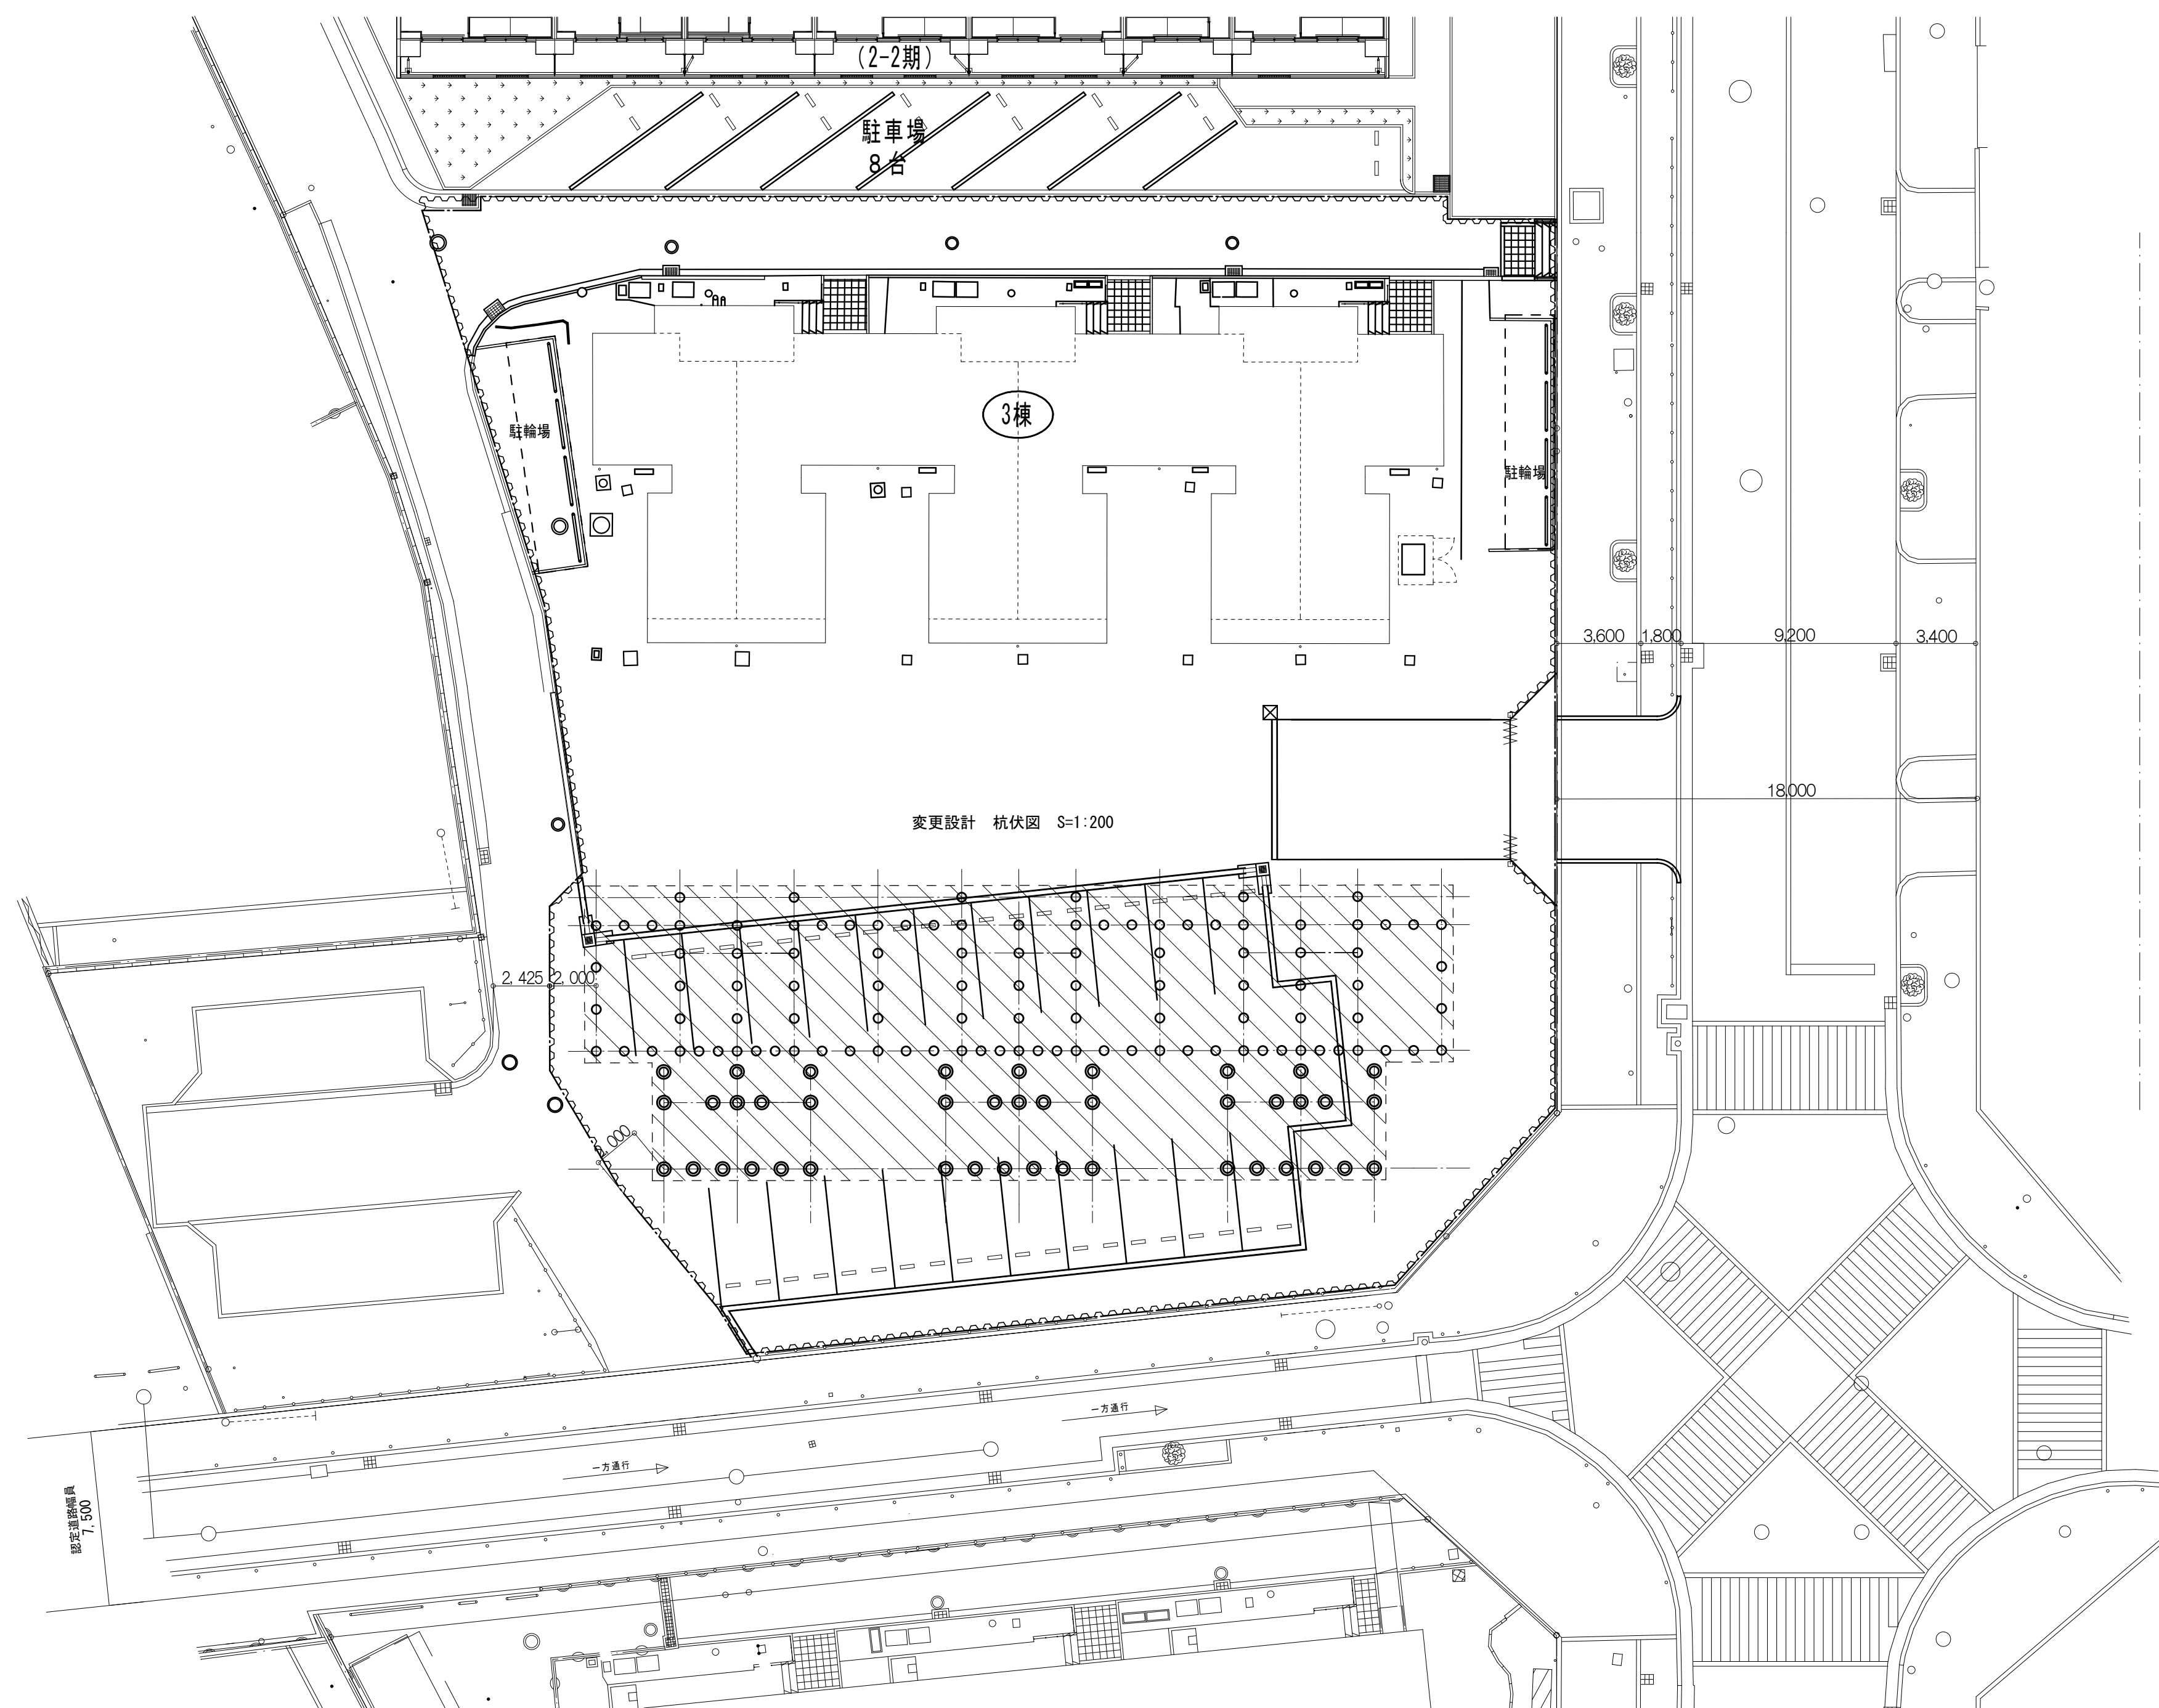 (2-2期)
駐車場
8台
3棟
駐輪場
駐輪場
3,600 1,800 9,200 3,400
18,000
変更設計 杭伏図 S=1:200
2,425 2,000
一方通行
一方通行
認定道路幅員
7,500